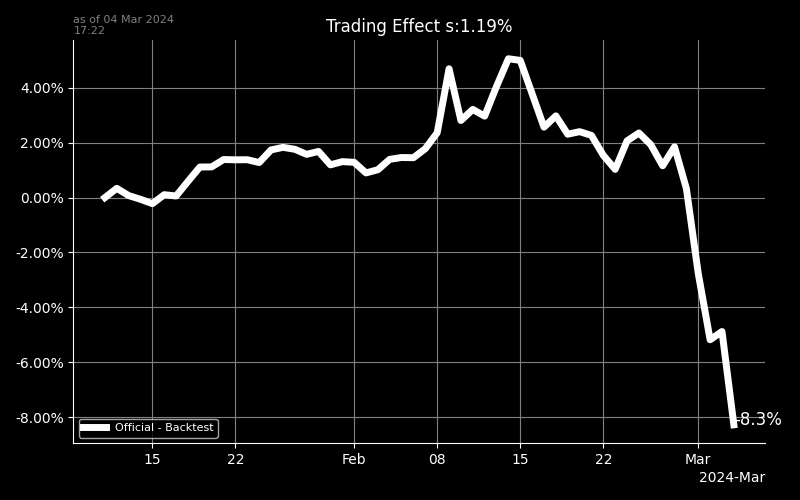 as of 04 Mar 2024
17:22
Trading Effect s:1.19%
4.00%
2.00%
0.00%
-2.00%
-4.00%
-6.00%
-8.00%
-8.3%
Official - Backtest
15 22 Feb 08 15 22 Mar
2024-Mar